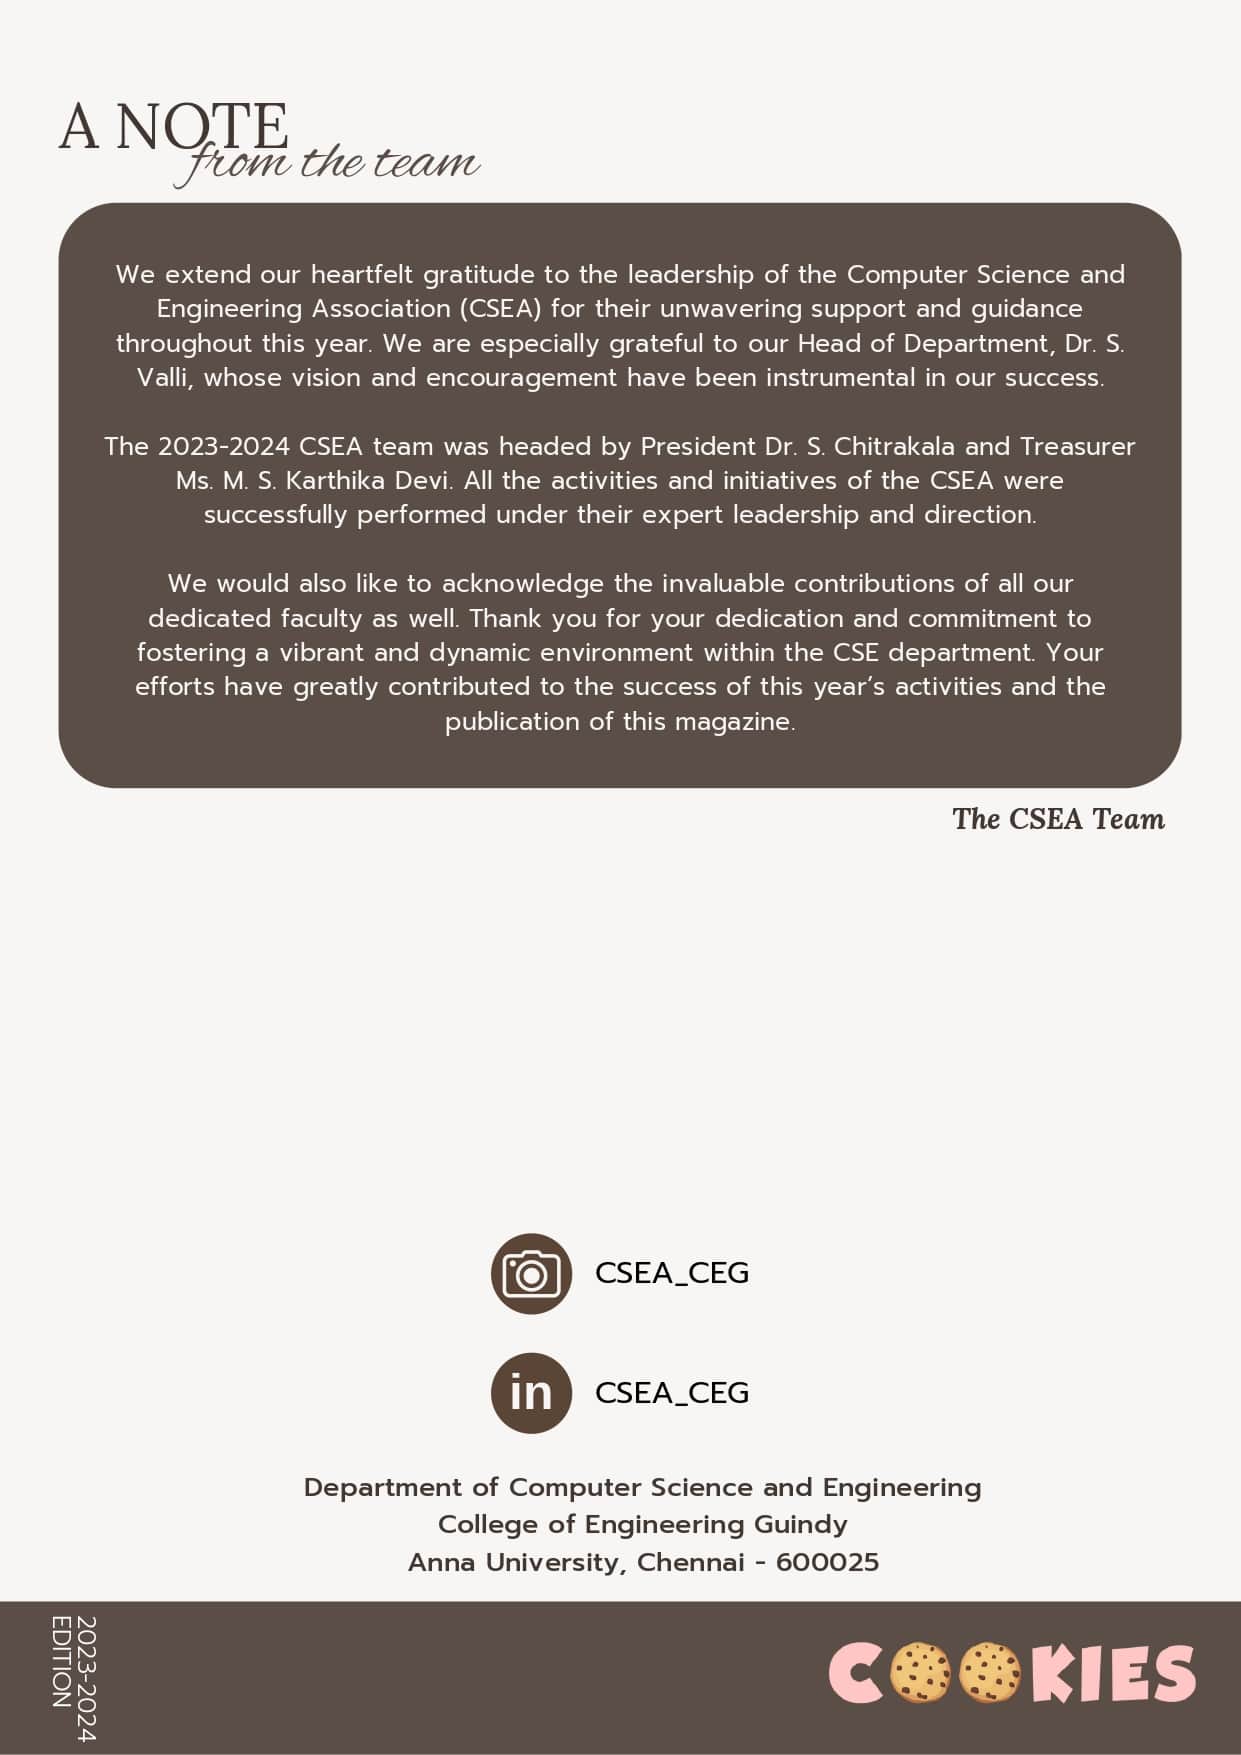 A NOTE
from the team
We extend our heartfelt gratitude to the leadership of the Computer Science and
Engineering Association (CSEA) for their unwavering support and guidance
throughout this year. We are especially grateful to our Head of Department, Dr. S.
Valli, whose vision and encouragement have been instrumental in our success.
The 2023-2024 CSEA team was headed by President Dr. S. Chitrakala and Treasurer
Ms. M. S. Karthika Devi. All the activities and initiatives of the CSEA were
successfully performed under their expert leadership and direction.
We would also like to acknowledge the invaluable contributions of all our
dedicated faculty as well. Thank you for your dedication and commitment to
fostering a vibrant and dynamic environment within the CSE department. Your
efforts have greatly contributed to the success of this year's activities and the
publication of this magazine.
The CSEA Team
CSEA_CEG
in
CSEA_CEG
Department of Computer Science and Engineering
College of Engineering Guindy
Anna University, Chennai - 600025
2023-2024
EDITION
COOKIES